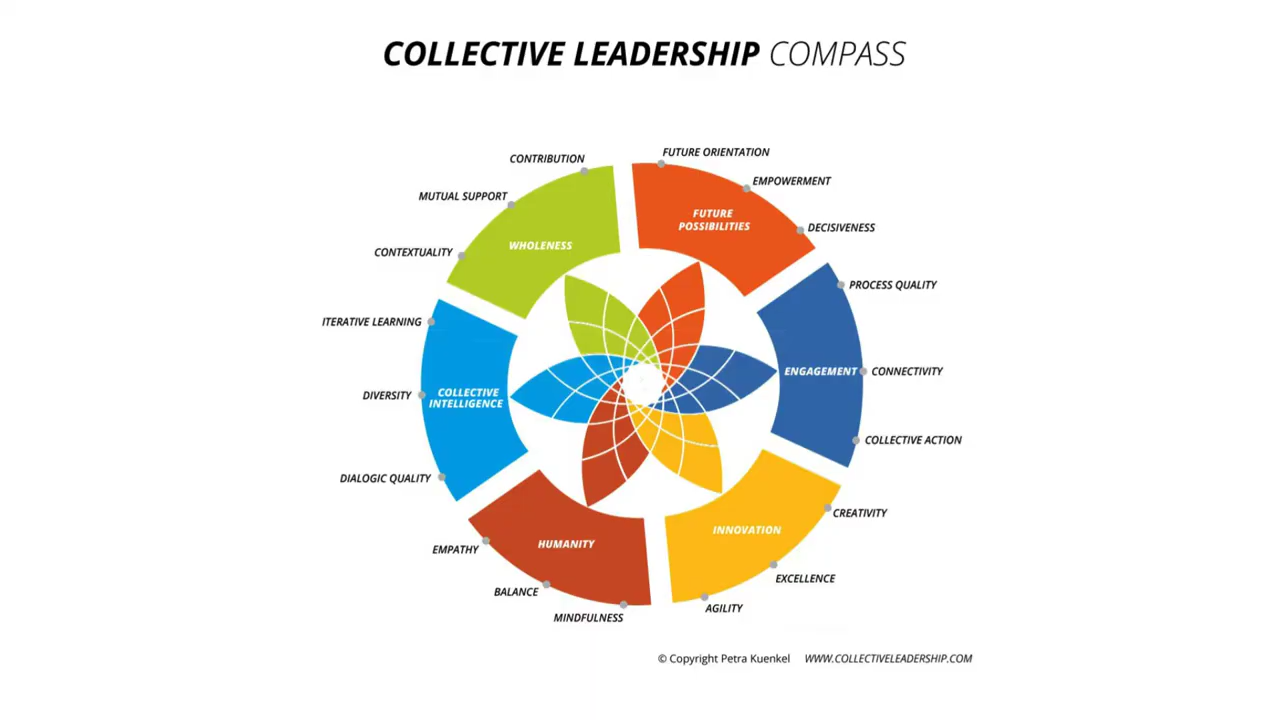 COLLECTIVE LEADERSHIP COMPASS
FUTURE ORIENTATION
EMPOWERMENT
DECISIVENESS
FUTURE
POSSIBILITIES
PROCESS QUALITY
CONNECTIVITY
COLLECTIVE ACTION
ENGAGEMENT
CREATIVITY
EXCELLENCE
AGILITY
INNOVATION
MINDFULNESS
BALANCE
EMPATHY
HUMANITY
DIALOGIC QUALITY
DIVERSITY
ITERATIVE LEARNING
COLLECTIVE
INTELLIGENCE
CONTEXTUALITY
MUTUAL SUPPORT
CONTRIBUTION
WHOLENESS
© Copyright Petra Kuenkel WWW.COLLECTIVELEADERSHIP.COM